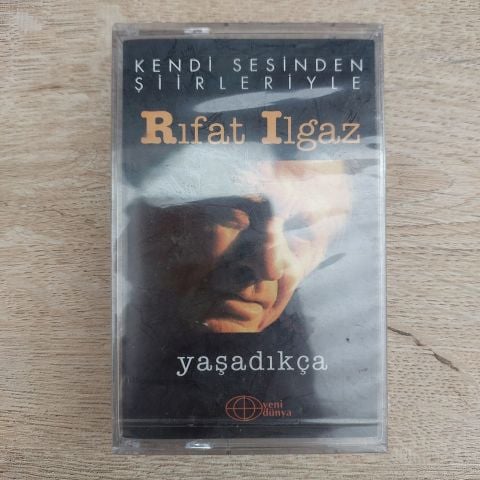 KENDİ SESİNDEN
ŞİİRLERİYLE
Rıfat Ilgaz
yaşadıkça
yeni
dünya